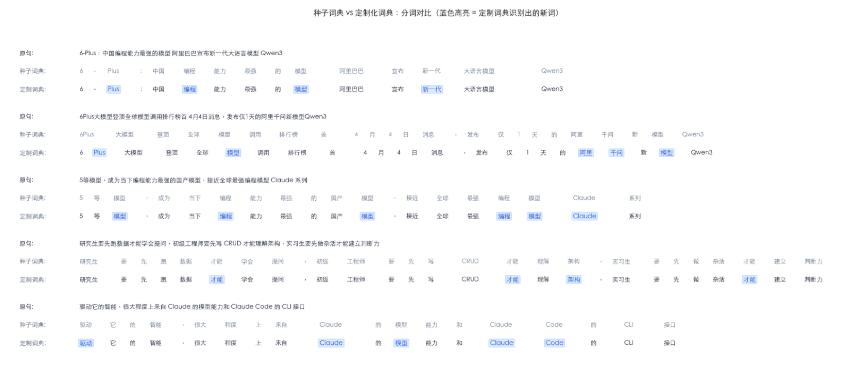 种子词典 vs 定制化词典：分词对比（蓝色高亮 = 定制词典识别出的新词）
原句： 6-Plus：中国编程能力最强的模型 阿里巴巴宣布新一代大语言模型 Qwen3
种子词典： 6 - Plus ： 中国 编程 能力 最强 的 模型 阿里巴巴 宣布 新一代 大语言模型 Qwen3
定制词典： 6 - Plus ： 中国 编程 能力 最强 的 模型 阿里巴巴 宣布 新一代 大语言模型 Qwen3
原句： 6Plus大模型登顶全球模型调用排行榜首 4月4日消息，发布仅1天的阿里千问新模型Qwen3
种子词典： 6Plus 大模型 登顶 全球 模型 调用 排行榜 首 4 月 4 日 消息 ， 发布 仅 1 天 的 阿里 千问 新 模型 Qwen3
定制词典： 6 Plus 大模型 登顶 全球 模型 调用 排行榜 首 4 月 4 日 消息 ， 发布 仅 1 天 的 阿里 千问 新 模型 Qwen3
原句： 5等模型，成为当下编程能力最强的国产模型，接近全球最强编程模型 Claude 系列
种子词典： 5 等 模型 ， 成为 当下 编程 能力 最强 的 国产 模型 ， 接近 全球 最强 编程 模型 Claude 系列
定制词典： 5 等 模型 ， 成为 当下 编程 能力 最强 的 国产 模型 ， 接近 全球 最强 编程 模型 Claude 系列
原句： 研究生要先跑数据才能学会提问，初级工程师要先写 CRUD 才能理解架构，实习生要先做杂活才能建立判断力
种子词典： 研究生 要 先 跑 数据 才能 学会 提问 ， 初级 工程师 要 先 写 CRUD 才能 理解 架构 ， 实习生 要 先 做 杂活 才能 建立 判断力
定制词典： 研究生 要 先 跑 数据 才能 学会 提问 ， 初级 工程师 要 先 写 CRUD 才能 理解 架构 ， 实习生 要 先 做 杂活 才能 建立 判断力
原句： 驱动它的智能，很大程度上来自 Claude 的模型能力和 Claude Code 的 CLI 接口
种子词典： 驱动 它 的 智能 ， 很大 程度 上 来自 Claude 的 模型 能力 和 Claude Code 的 CLI 接口
定制词典： 驱动 它 的 智能 ， 很大 程度 上 来自 Claude 的 模型 能力 和 Claude Code 的 CLI 接口